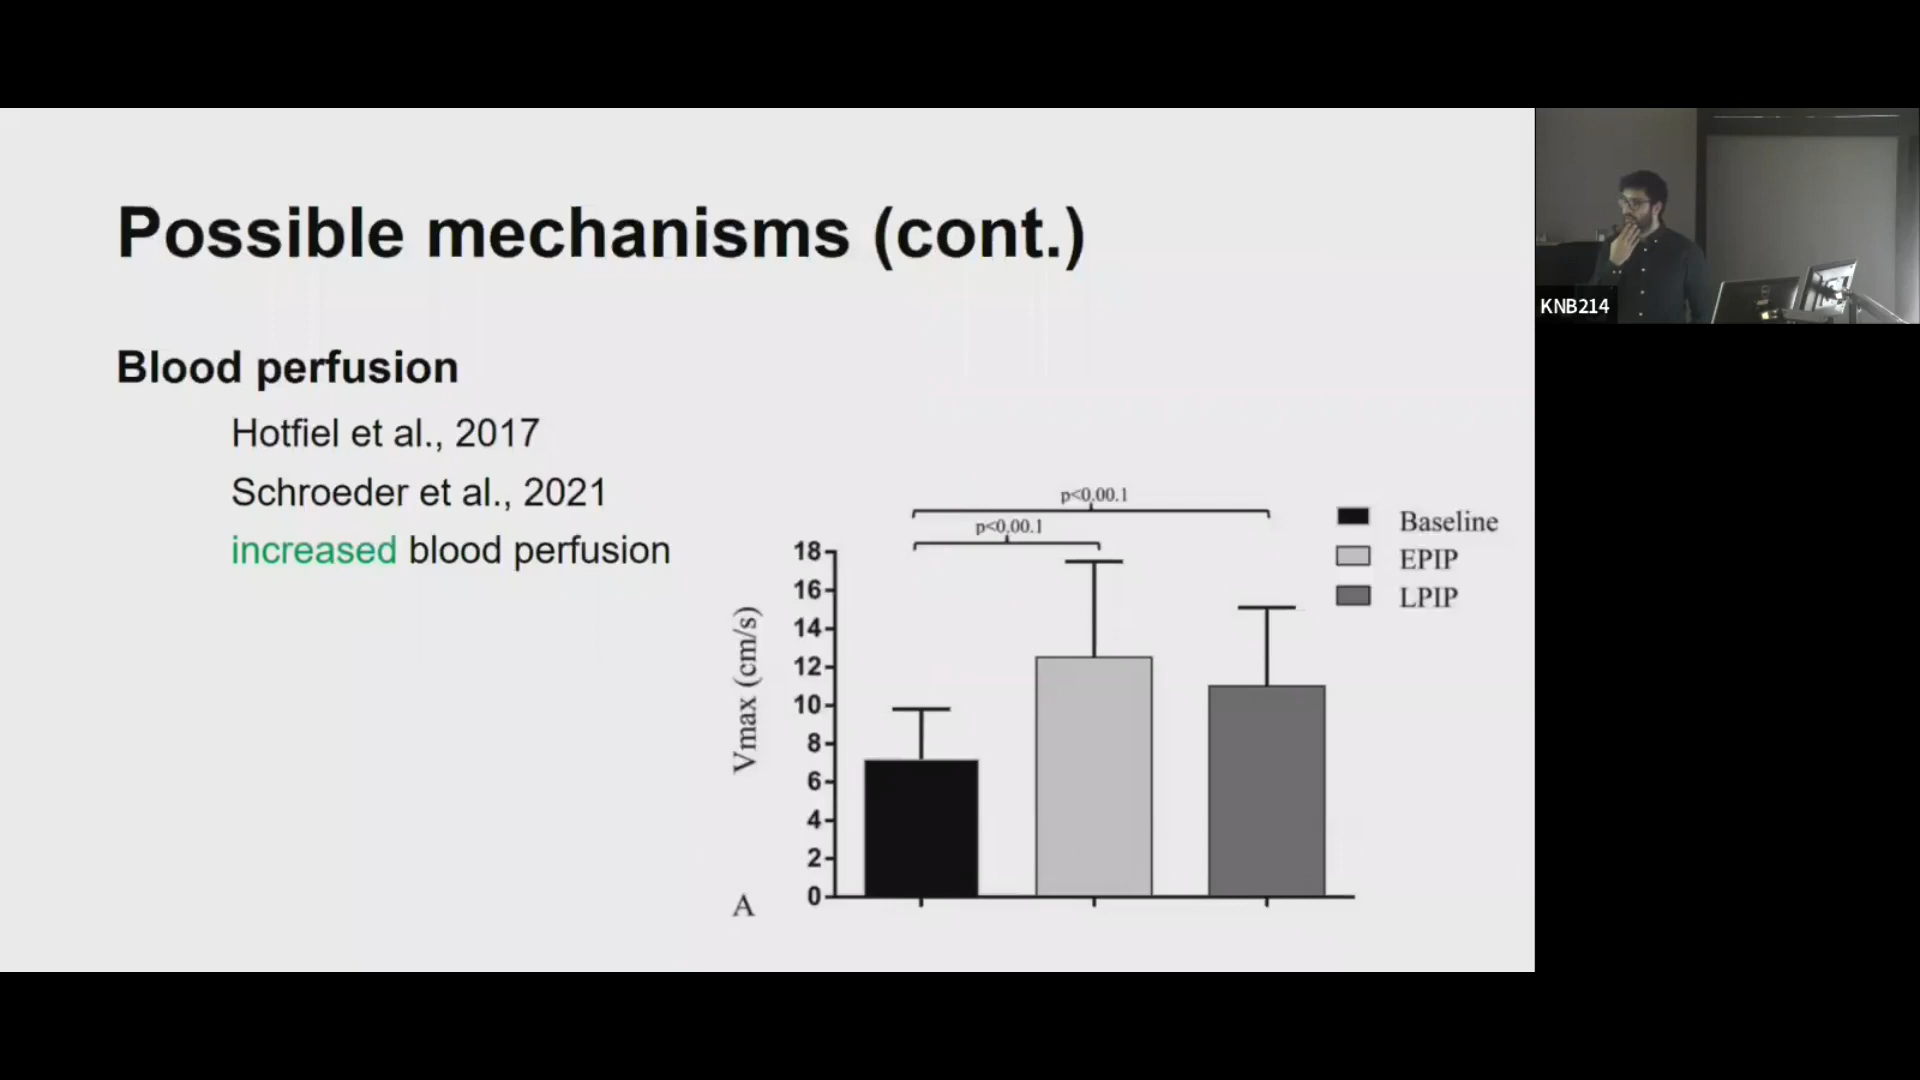 Possible mechanisms (cont.)
Blood perfusion
Hotfiel et al., 2017
Schroeder et al., 2021
increased blood perfusion
p<0.00.1
p<0.00.1
Baseline
EPIP
LPIP
Vmax (cm/s)
18
16
14
12
10
8
6
4
2
0
A
KNB214